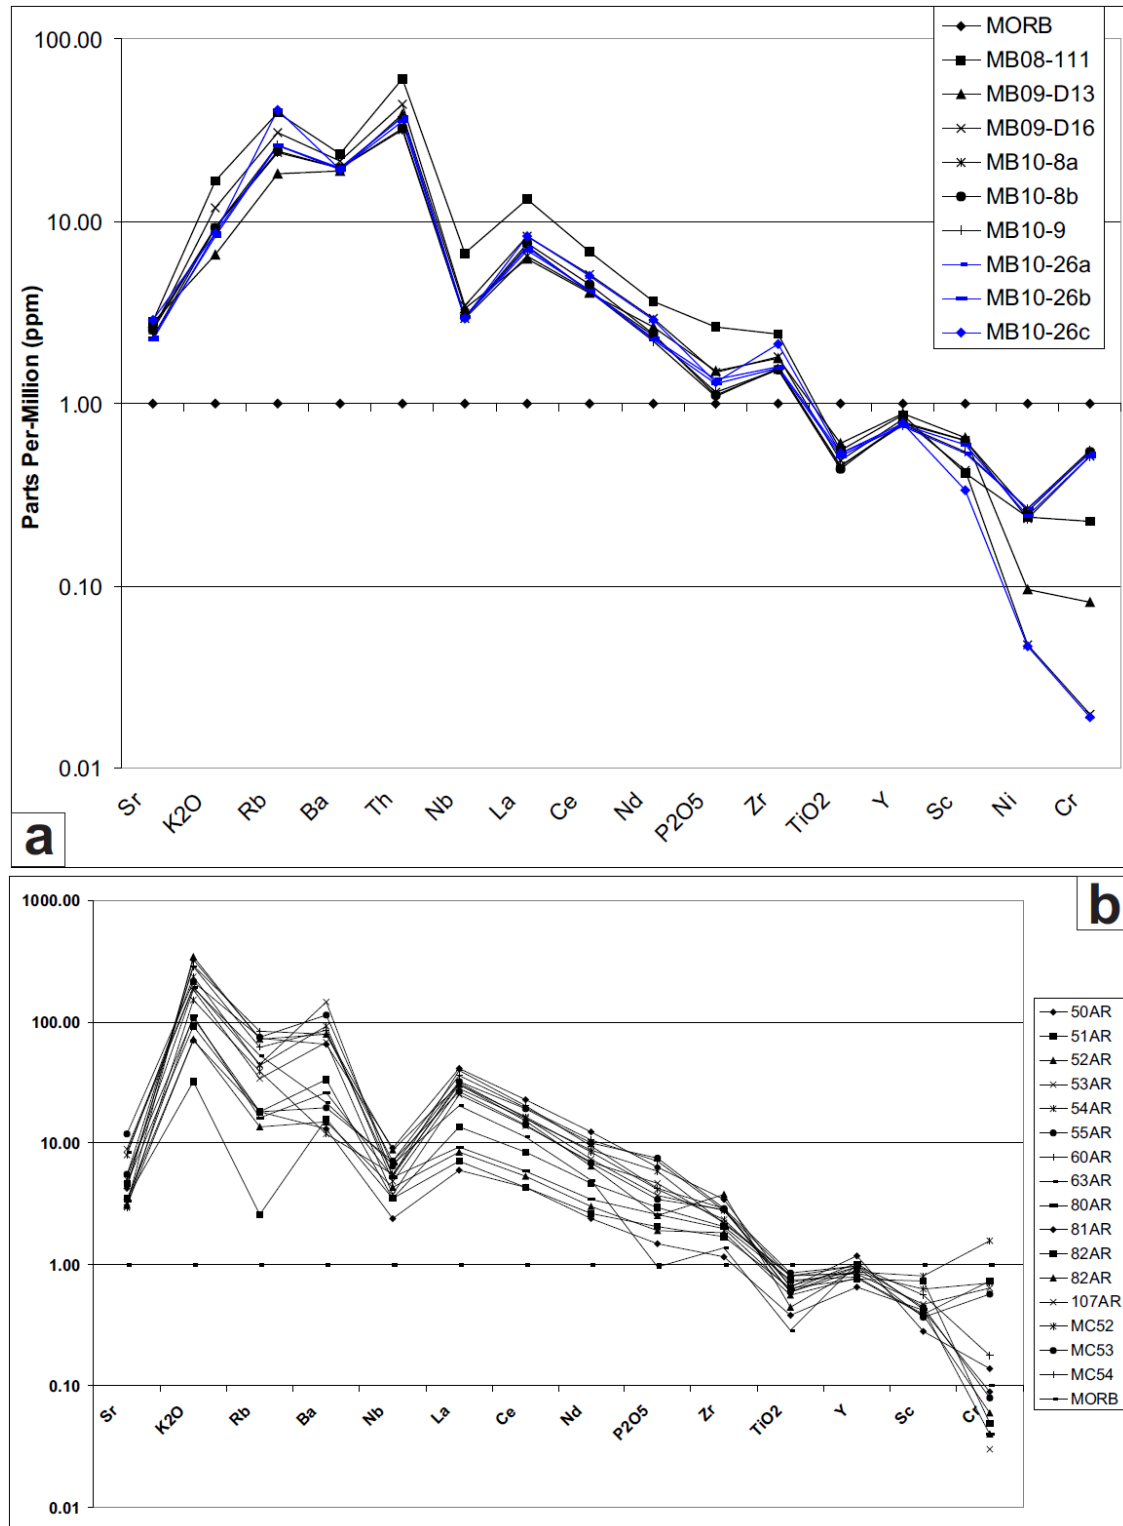 100.00
10.00
1.00
0.10
0.01
Parts Per-Million (ppm)
MORB
MB08-111
MB09-D13
MB09-D16
MB10-8a
MB10-8b
MB10-9
MB10-26a
MB10-26b
MB10-26c
Sr K2O Rb Ba Th Nb La Ce Nd P2O5 Zr TiO2 Y Sc Ni Cr
a
b
1000.00
100.00
10.00
1.00
0.10
0.01
Sr K2O Rb Ba Nb La Ce Nd P2O5 Zr TiO2 Y Sc Cr
50AR
51AR
52AR
53AR
54AR
55AR
60AR
63AR
80AR
81AR
82AR
82AR
107AR
MC52
MC53
MC54
MORB